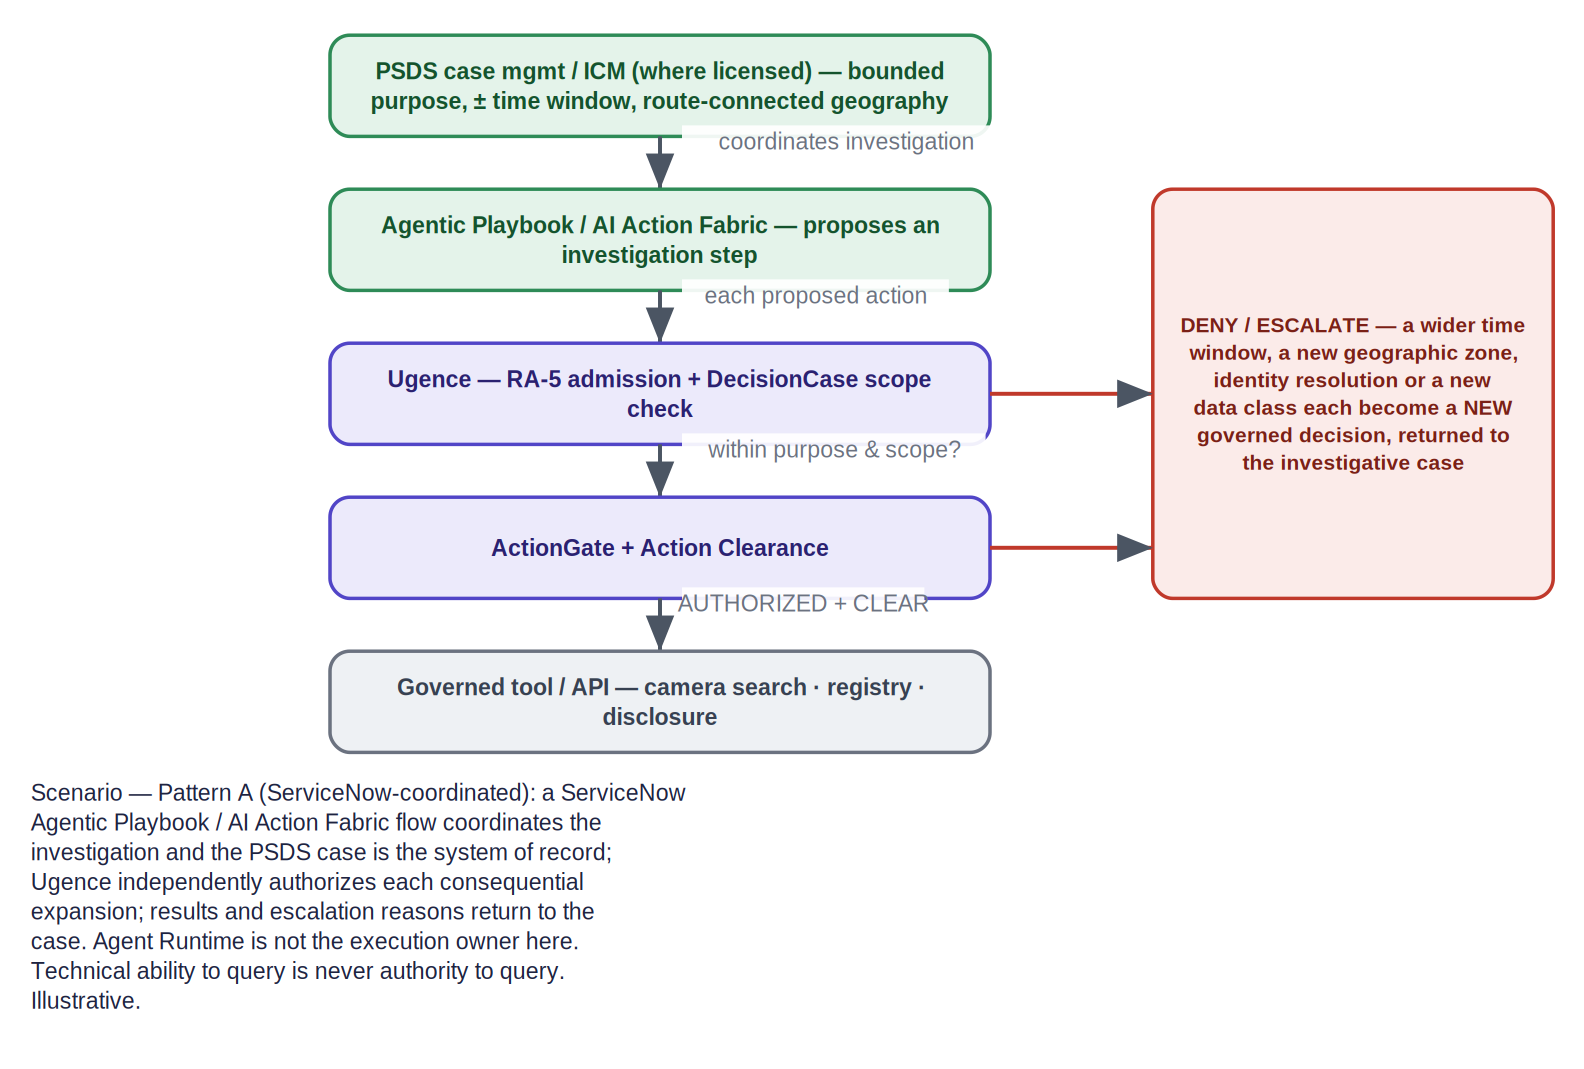 PSDS case mgmt / ICM (where licensed) — bounded
purpose, ± time window, route-connected geography
coordinates investigation
Agentic Playbook / AI Action Fabric — proposes an
investigation step
each proposed action
Ugence — RA-5 admission + DecisionCase scope
check
within purpose & scope?
ActionGate + Action Clearance
AUTHORIZED + CLEAR
Governed tool / API — camera search · registry ·
disclosure
DENY / ESCALATE — a wider time
window, a new geographic zone,
identity resolution or a new
data class each become a NEW
governed decision, returned to
the investigative case
Scenario — Pattern A (ServiceNow-coordinated): a ServiceNow
Agentic Playbook / AI Action Fabric flow coordinates the
investigation and the PSDS case is the system of record;
Ugence independently authorizes each consequential
expansion; results and escalation reasons return to the
case. Agent Runtime is not the execution owner here.
Technical ability to query is never authority to query.
Illustrative.